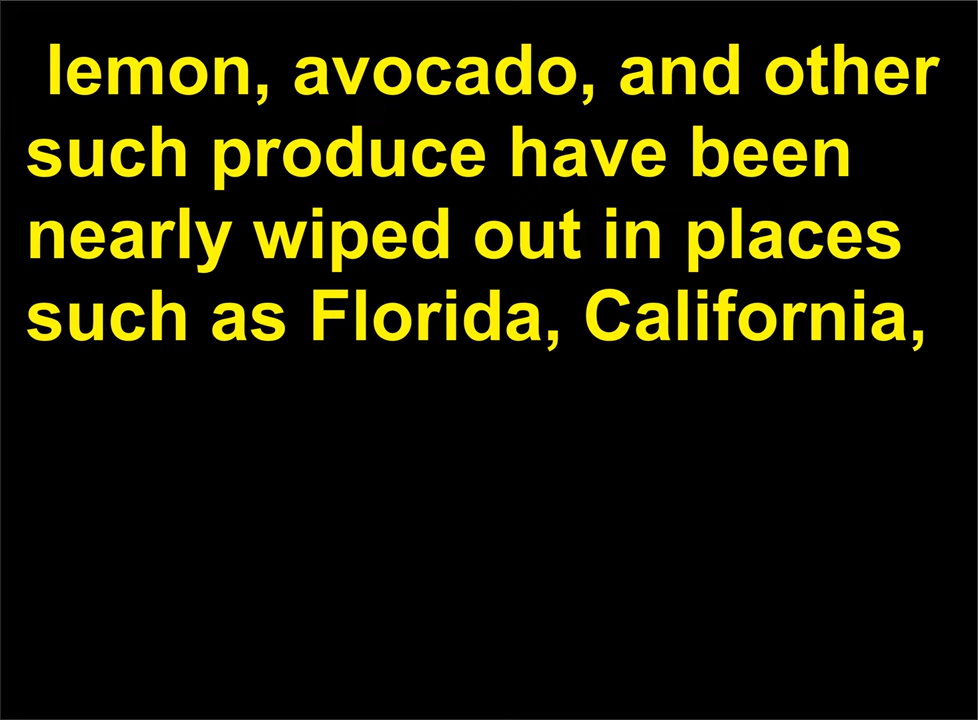 lemon, avocado, and other
such produce have been
nearly wiped out in places
such as Florida, California,